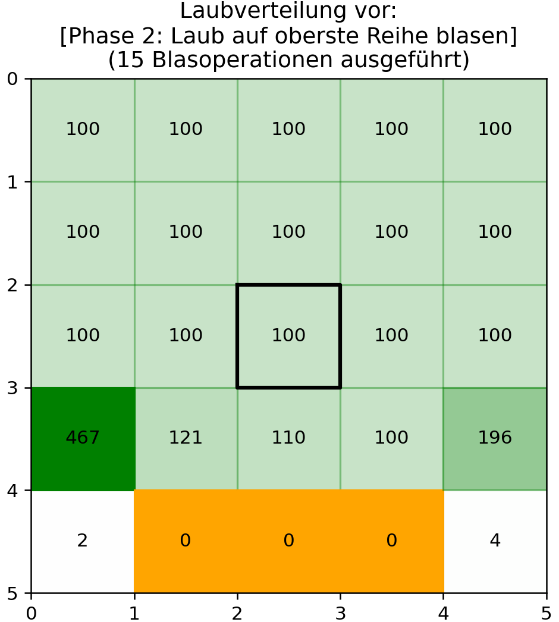 Laubverteilung vor:
[Phase 2: Laub auf oberste Reihe blasen]
(15 Blasoperationen ausgeführt)
0
100 100 100 100 100
1
100 100 100 100 100
2
100 100 100 100 100
3
467 121 110 100 196
4
2 0 0 0 4
5
0 1 2 3 4 5